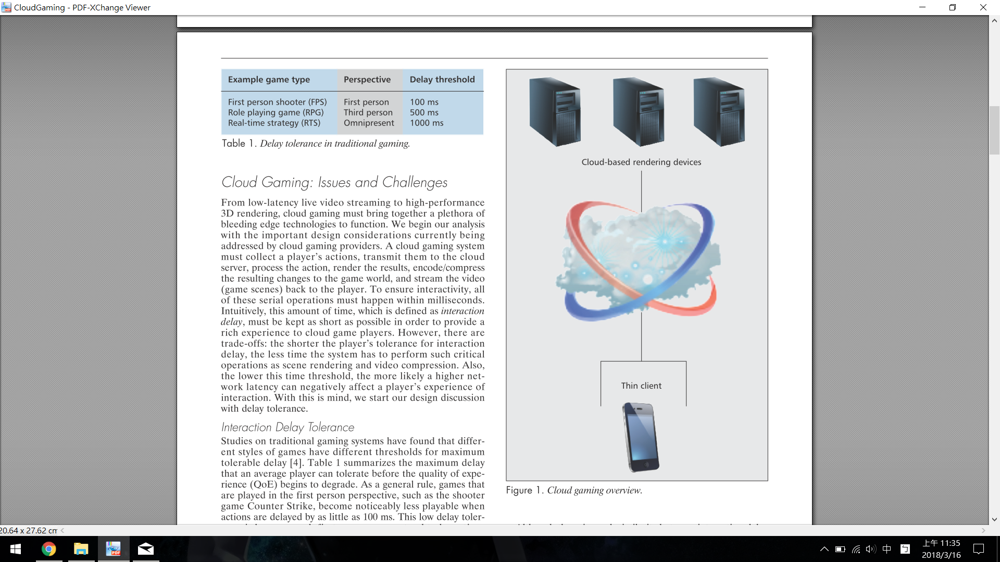 CloudGaming - PDF-XChange Viewer
Example game type Perspective Delay threshold
First person shooter (FPS) First person 100 ms
Role playing game (RPG) Third person 500 ms
Real-time strategy (RTS) Omnipresent 1000 ms
Table 1. Delay tolerance in traditional gaming.
Cloud Gaming: Issues and Challenges
From low-latency live video streaming to high-performance
3D rendering, cloud gaming must bring together a plethora of
bleeding edge technologies to function. We begin our analysis
with the important design considerations currently being
addressed by cloud gaming providers. A cloud gaming system
must collect a player's actions, transmit them to the cloud
server, process the action, render the results, encode/compress
the resulting changes to the game world, and stream the video
(game scenes) back to the player. To ensure interactivity, all
of these serial operations must happen within milliseconds.
Intuitively, this amount of time, which is defined as interaction
delay, must be kept as short as possible in order to provide a
rich experience to cloud game players. However, there are
trade-offs: the shorter the player's tolerance for interaction
delay, the less time the system has to perform such critical
operations as scene rendering and video compression. Also,
the lower this time threshold, the more likely a higher net-
work latency can negatively affect a player's experience of
interaction. With this is mind, we start our design discussion
with delay tolerance.
Interaction Delay Tolerance
Studies on traditional gaming systems have found that differ-
ent styles of games have different thresholds for maximum
tolerable delay [4]. Table 1 summarizes the maximum delay
that an average player can tolerate before the quality of expe-
rience (QoE) begins to degrade. As a general rule, games that
are played in the first person perspective, such as the shooter
game Counter Strike, become noticeably less playable when
actions are delayed by as little as 100 ms. This low delay toler-
Cloud-based rendering devices
Thin client
Figure 1. Cloud gaming overview.
20.64 x 27.62 cm
PDF
中
ㄅ
上午 11:35
2018/3/16